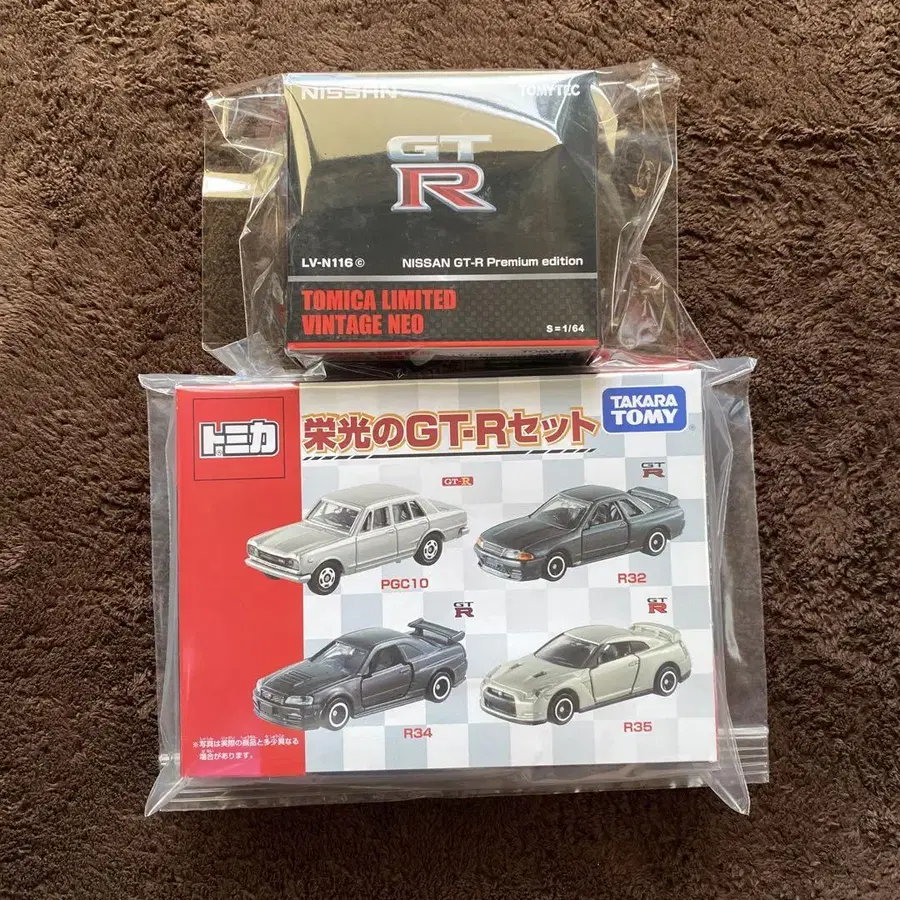 NISSAN
TOMYTEC
GT
R
LV-N116 ©
NISSAN GT-R Premium edition
TOMICA LIMITED
VINTAGE NEO
S=1/64
トミカ
栄光のGT-Rセット
TAKARA
TOMY
GT-R
PGC10
GT
R
R32
GT
R
R34
GT
R
R35
※写真は実際の商品と多少異なる
場合があります。